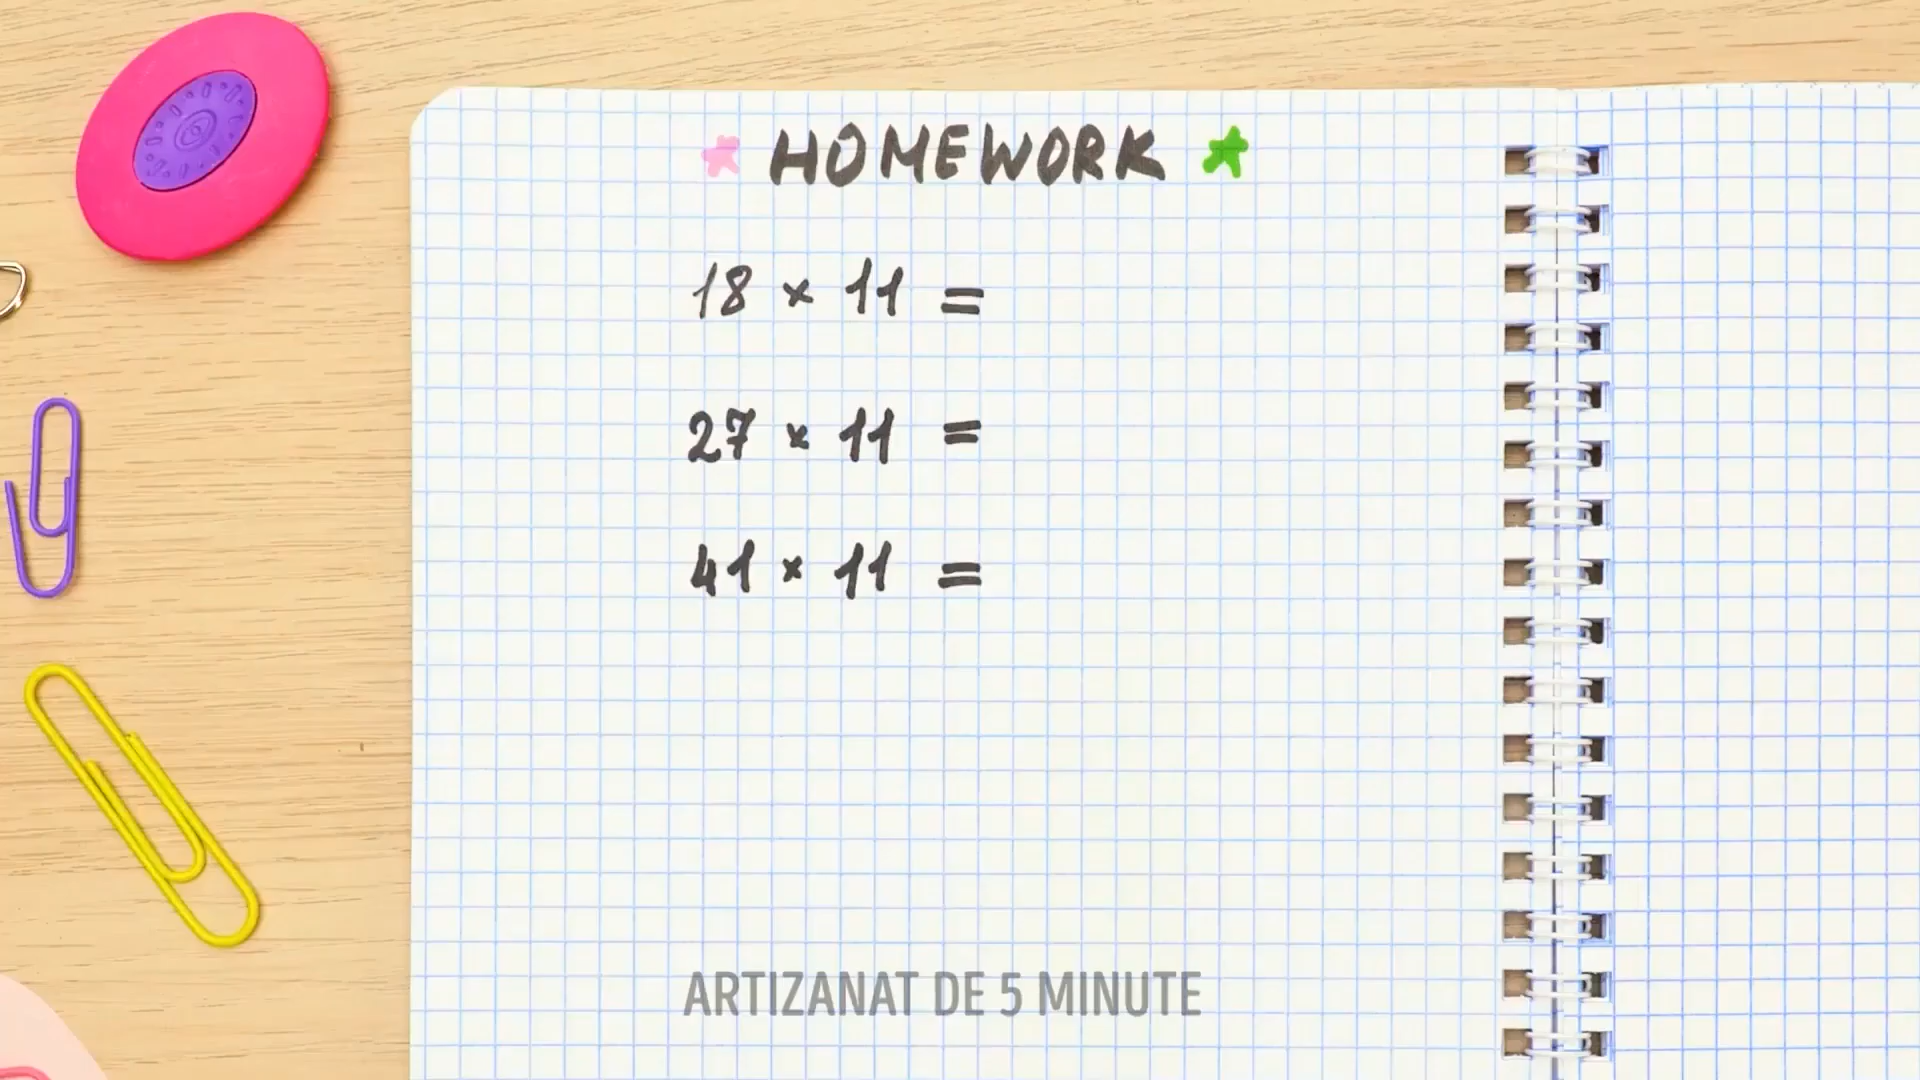 HOMEWORK
18 × 11 =
27 × 11 =
41 × 11 =
ARTIZANAT DE 5 MINUTE